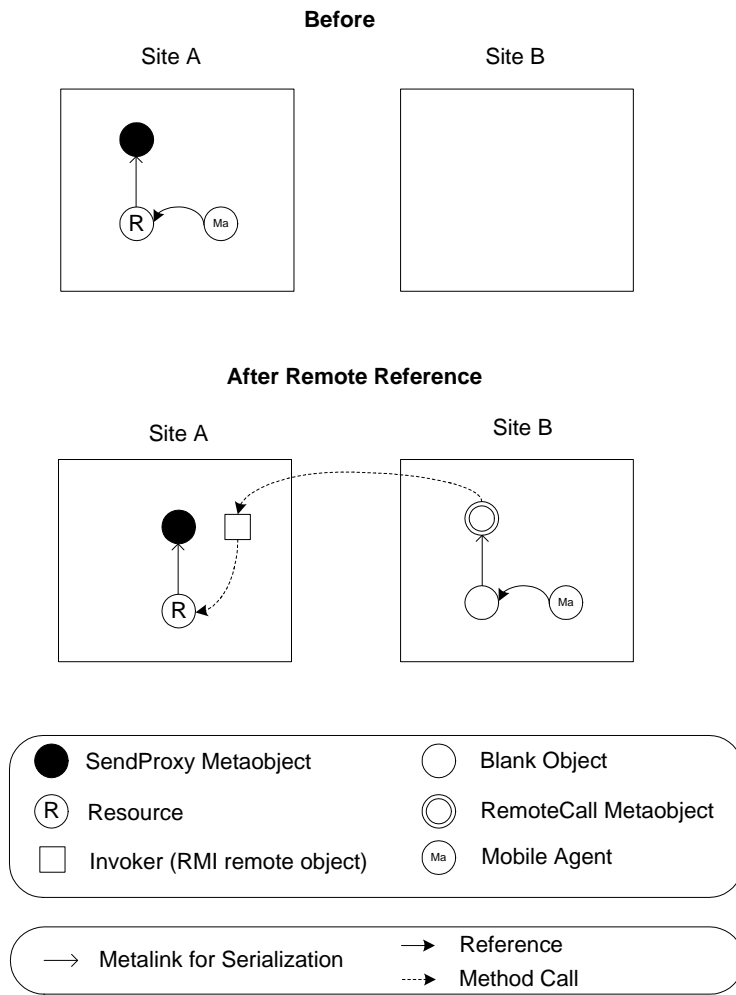 Before
Site A
Site B
R
Ma
After Remote Reference
Site A
Site B
R
Ma
SendProxy Metaobject
Blank Object
R
Resource
RemoteCall Metaobject
Invoker (RMI remote object)
Ma
Mobile Agent
Metalink for Serialization
Reference
Method Call